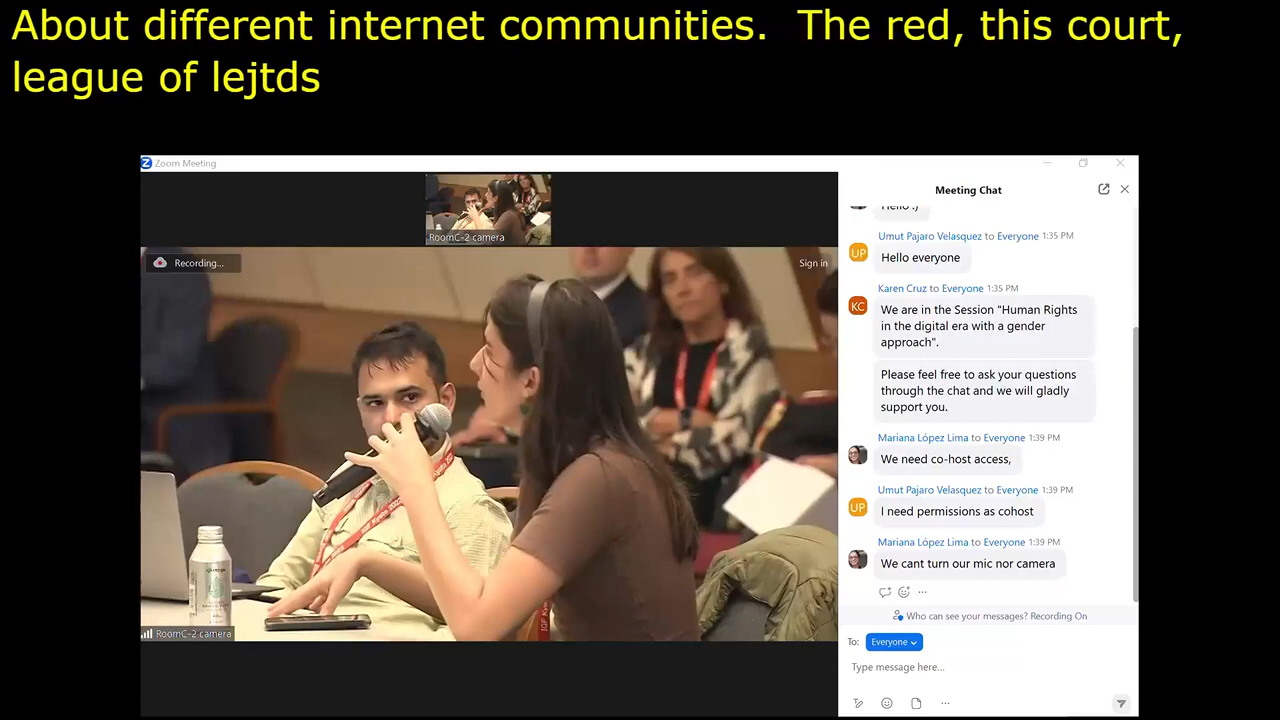 About different internet communities.  The red, this court,
league of lejtds
Zoom Meeting
RoomC-2 camera
Recording...
Sign in
RoomC-2 camera
Meeting Chat
Hello :)
Umut Pajaro Velasquez to Everyone 1:35 PM
UP
Hello everyone
Karen Cruz to Everyone 1:35 PM
KC
We are in the Session "Human Rights
in the digital era with a gender
approach".
Please feel free to ask your questions
through the chat and we will gladly
support you.
Mariana López Lima to Everyone 1:39 PM
We need co-host access,
Umut Pajaro Velasquez to Everyone 1:39 PM
UP
I need permissions as cohost
Mariana López Lima to Everyone 1:39 PM
We cant turn our mic nor camera
Who can see your messages? Recording On
To: Everyone
Type message here...